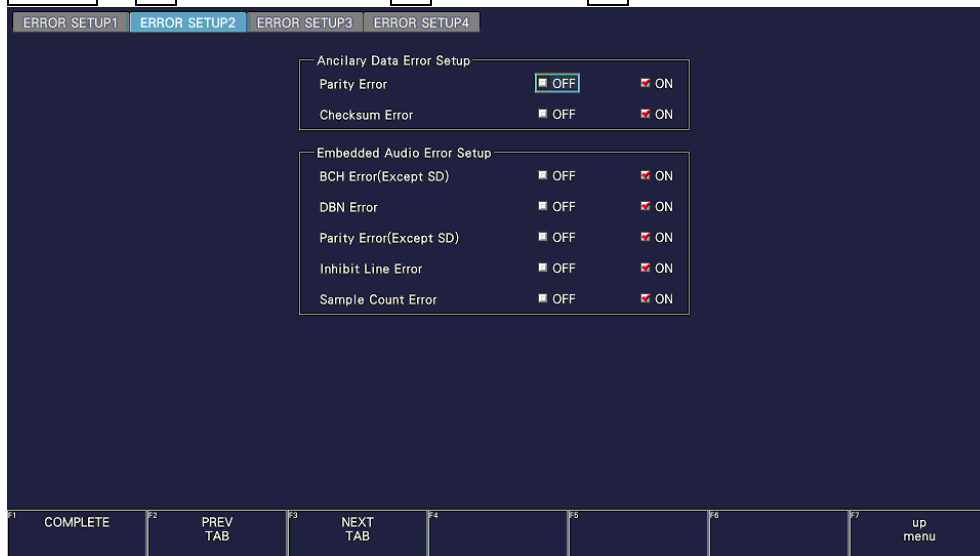 ERROR SETUP1 ERROR SETUP2 ERROR SETUP3 ERROR SETUP4
Ancilary Data Error Setup
Parity Error OFF ON
Checksum Error OFF ON
Embedded Audio Error Setup
BCH Error(Except SD) OFF ON
DBN Error OFF ON
Parity Error(Except SD) OFF ON
Inhibit Line Error OFF ON
Sample Count Error OFF ON
F1 COMPLETE F2 PREV TAB F3 NEXT TAB F4 F5 F6 F7 up menu